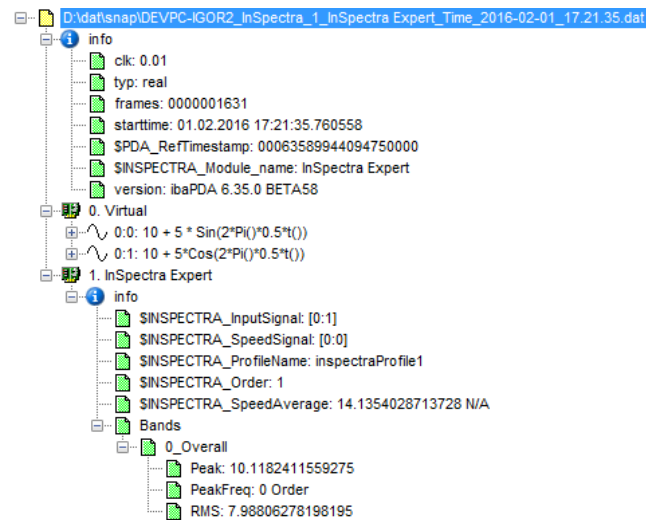 D:\dat\snap\DEVPC-IGOR2_InSpectra_1_InSpectra Expert_Time_2016-02-01_17.21.35.dat
info
clk: 0.01
typ: real
frames: 0000001631
starttime: 01.02.2016 17:21:35.760558
$PDA_RefTimestamp: 00063589944094750000
$INSPECTRA_Module_name: InSpectra Expert
version: ibaPDA 6.35.0 BETA58
0. Virtual
0:0: 10 + 5 * Sin(2*Pi()*0.5*t())
0:1: 10 + 5*Cos(2*Pi()*0.5*t())
1. InSpectra Expert
info
$INSPECTRA_InputSignal: [0:1]
$INSPECTRA_SpeedSignal: [0:0]
$INSPECTRA_ProfileName: inspectraProfile1
$INSPECTRA_Order: 1
$INSPECTRA_SpeedAverage: 14.1354028713728 N/A
Bands
0_Overall
Peak: 10.1182411559275
PeakFreq: 0 Order
RMS: 7.98806278198195